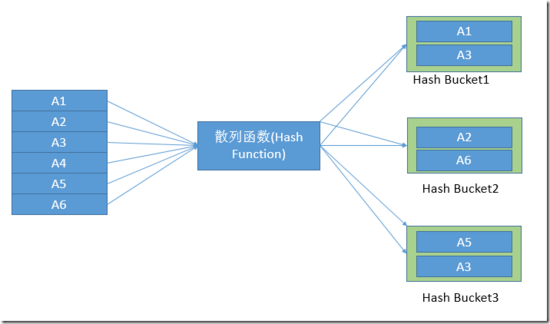 A1
A2
A3
A4
A5
A6
散列函数(Hash
Function)
A1
A3
Hash Bucket1
A2
A6
Hash Bucket2
A5
A3
Hash Bucket3